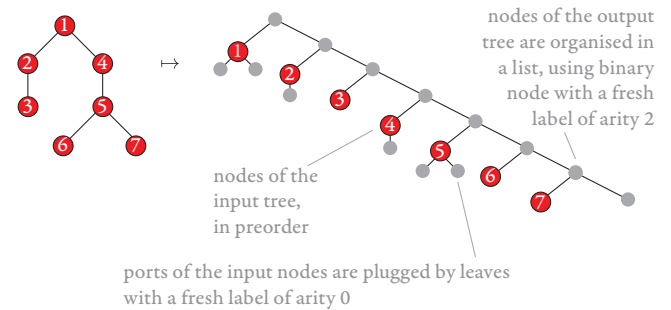 1
2
4
3
5
6
7
↦
1
2
3
4
5
6
7
nodes of the output
tree are organised in
a list, using binary
node with a fresh
label of arity 2
nodes of the
input tree,
in preorder
ports of the input nodes are plugged by leaves
with a fresh label of arity 0